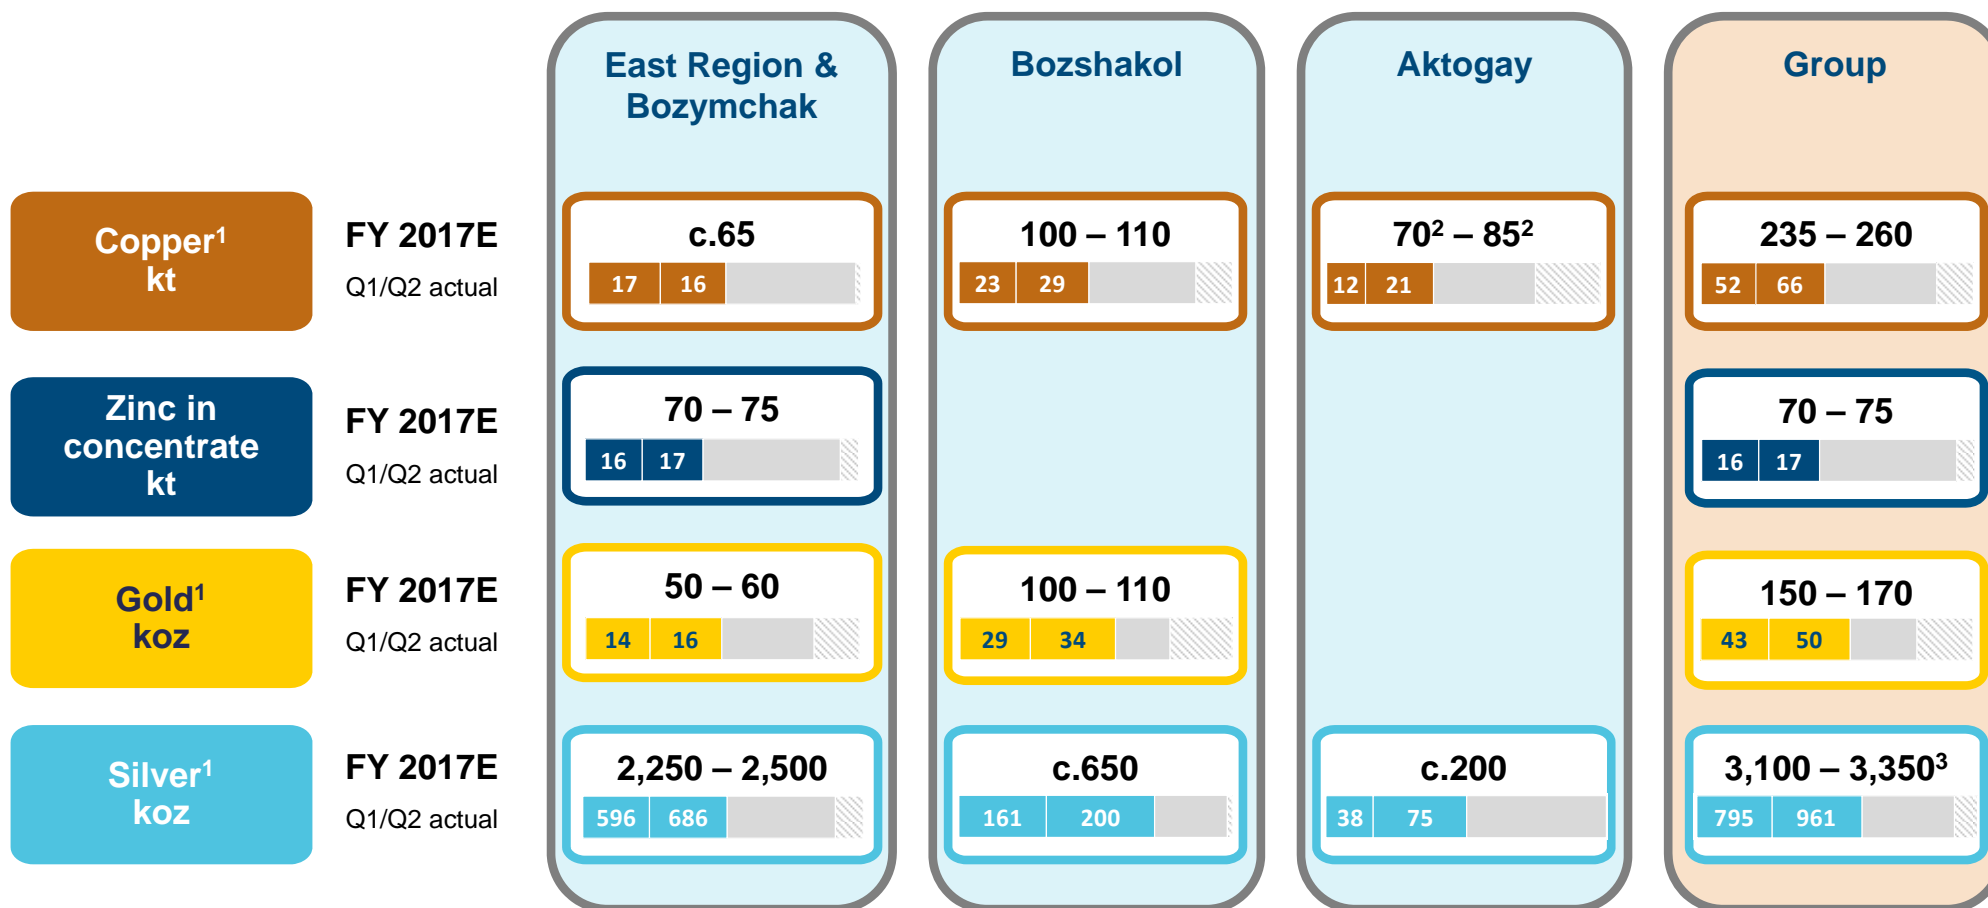 East Region &
Bozymchak
Bozshakol
Aktogay
Group
Copper¹
kt
FY 2017E
Q1/Q2 actual
c.65
17 16
100 – 110
23 29
70² – 85²
12 21
235 – 260
52 66
Zinc in
concentrate
kt
FY 2017E
Q1/Q2 actual
70 – 75
16 17
70 – 75
16 17
Gold¹
koz
FY 2017E
Q1/Q2 actual
50 – 60
14 16
100 – 110
29 34
150 – 170
43 50
Silver¹
koz
FY 2017E
Q1/Q2 actual
2,250 – 2,500
596 686
c.650
161 200
c.200
38 75
3,100 – 3,350³
795 961